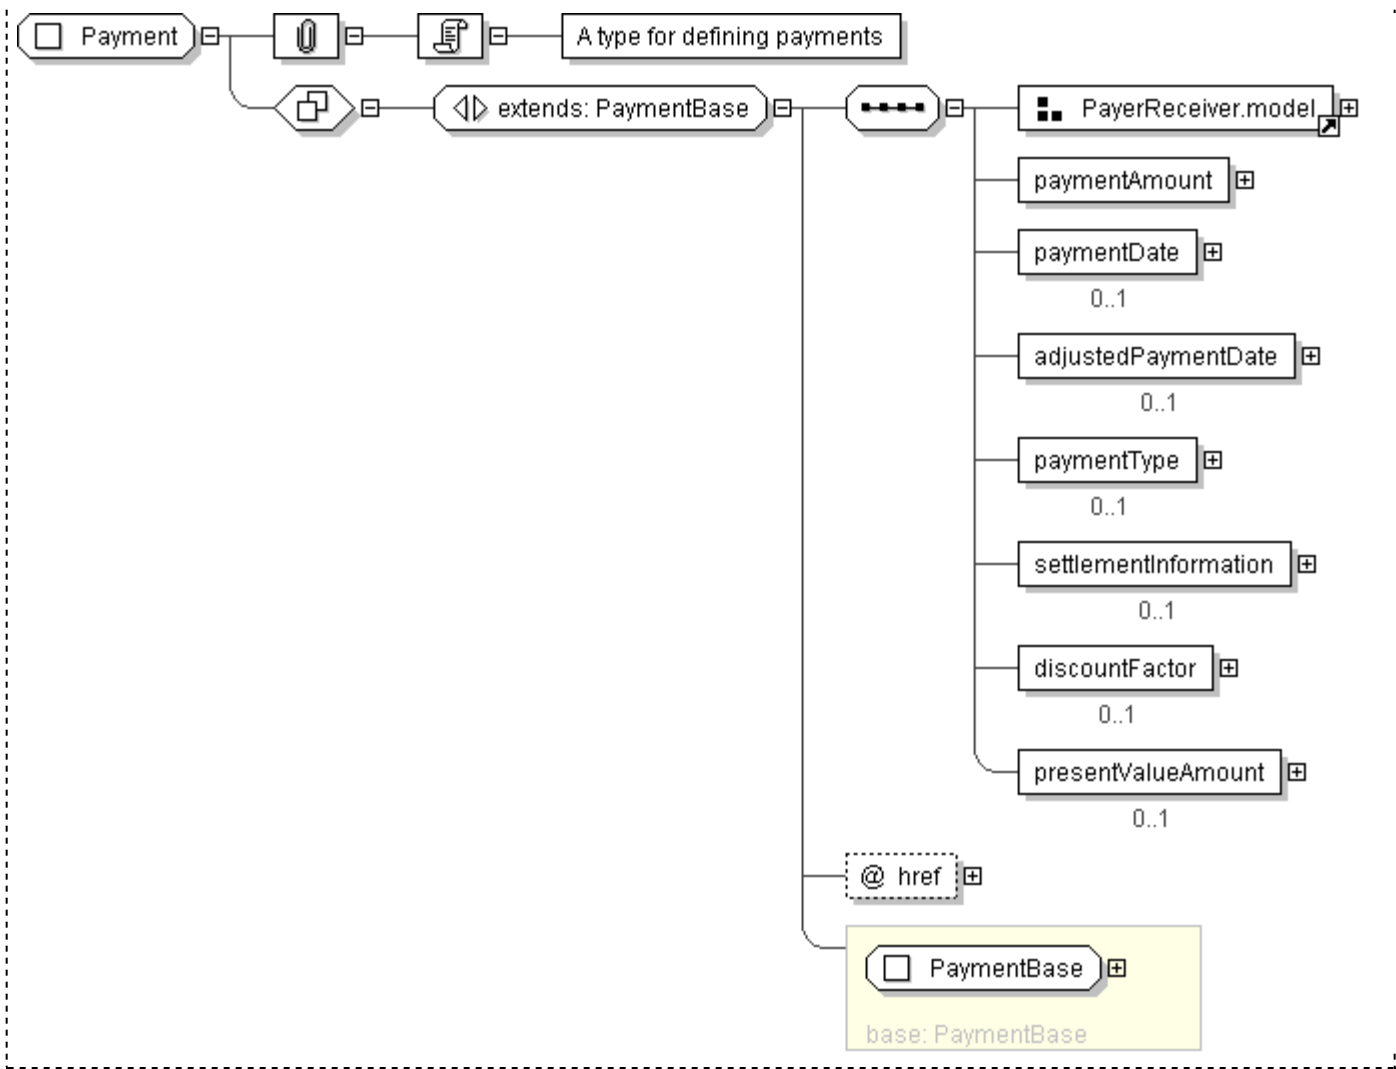 Payment
A type for defining payments
extends: PaymentBase
PayerReceiver.model
paymentAmount
paymentDate
0..1
adjustedPaymentDate
0..1
paymentType
0..1
settlementInformation
0..1
discountFactor
0..1
presentValueAmount
0..1
@ href
PaymentBase
base: PaymentBase